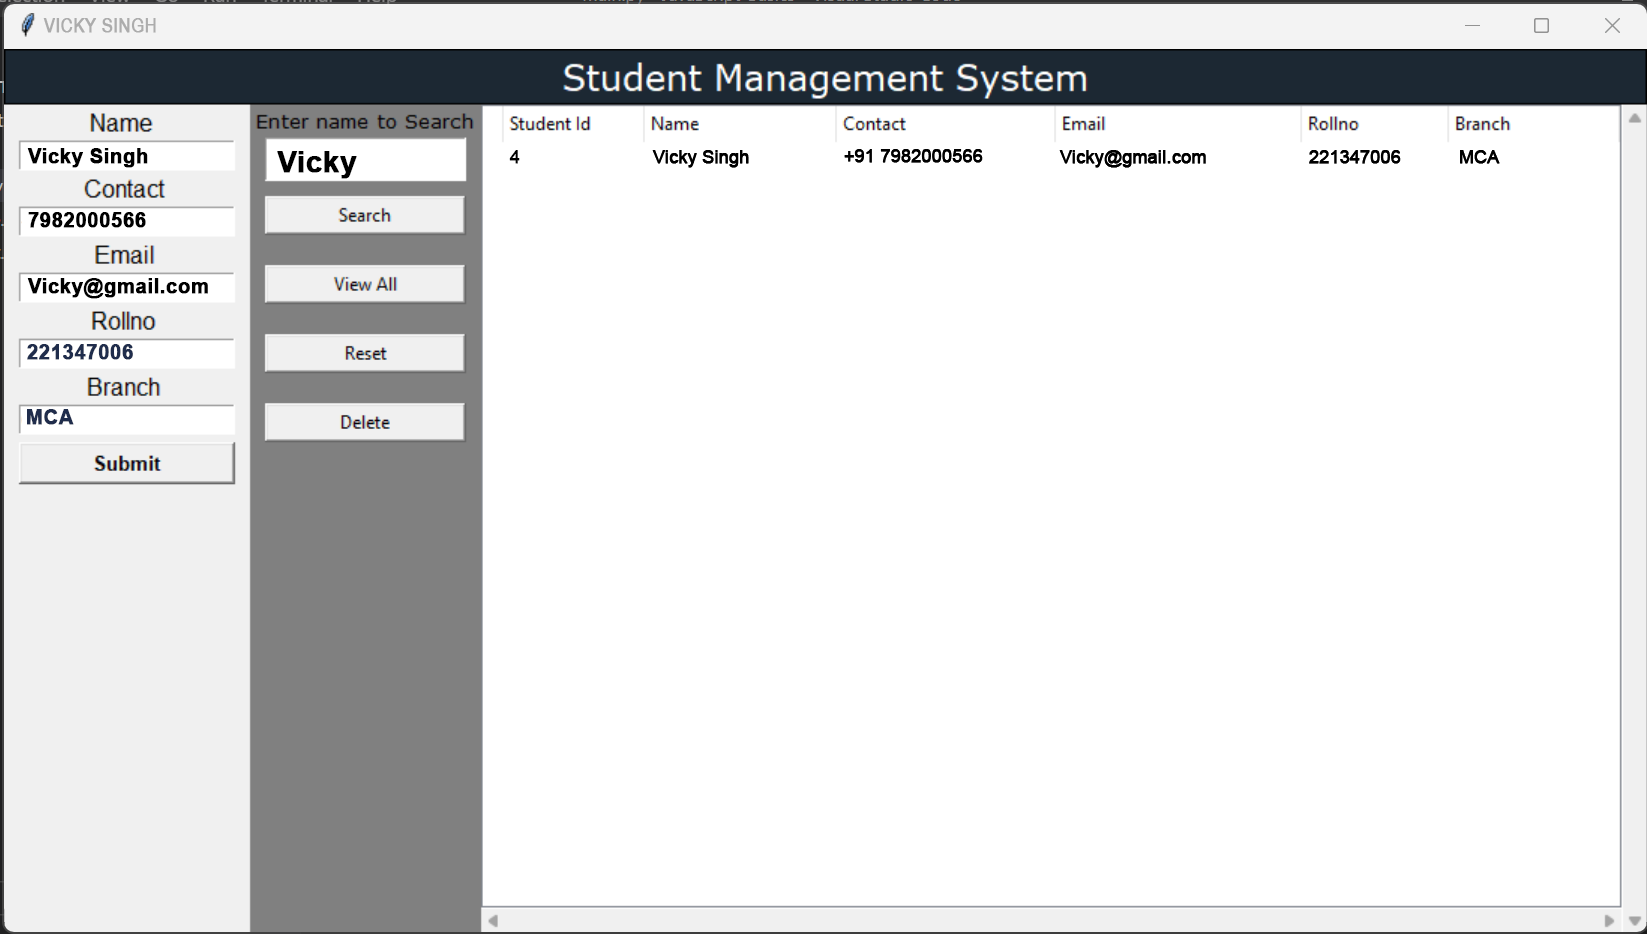 VICKY SINGH
Student Management System
Name
Vicky Singh
Contact
7982000566
Email
Vicky@gmail.com
Rollno
221347006
Branch
MCA
Submit
Enter name to Search
Vicky
Search
View All
Reset
Delete
Student Id Name Contact Email Rollno Branch
4 Vicky Singh +91 7982000566 Vicky@gmail.com 221347006 MCA